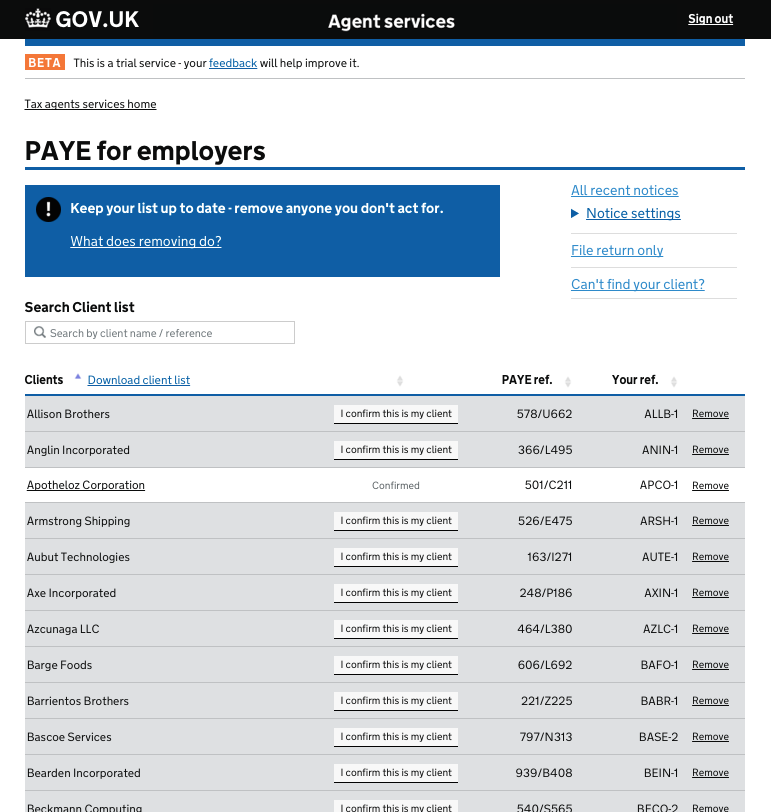 GOV.UK Agent services Sign out
BETA This is a trial service - your feedback will help improve it.
Tax agents services home
PAYE for employers
! Keep your list up to date - remove anyone you don't act for.
What does removing do?
All recent notices
Notice settings
File return only
Can't find your client?
Search Client list
Search by client name / reference
Clients Download client list PAYE ref. Your ref.
Allison Brothers I confirm this is my client 578/U662 ALLB-1 Remove
Anglin Incorporated I confirm this is my client 366/L495 ANIN-1 Remove
Apotheloz Corporation Confirmed 501/C211 APCO-1 Remove
Armstrong Shipping I confirm this is my client 526/E475 ARSH-1 Remove
Aubut Technologies I confirm this is my client 163/I271 AUTE-1 Remove
Axe Incorporated I confirm this is my client 248/P186 AXIN-1 Remove
Azcunaga LLC I confirm this is my client 464/L380 AZLC-1 Remove
Barge Foods I confirm this is my client 606/L692 BAFO-1 Remove
Barrientos Brothers I confirm this is my client 221/Z225 BABR-1 Remove
Bascoe Services I confirm this is my client 797/N313 BASE-2 Remove
Bearden Incorporated I confirm this is my client 939/B408 BEIN-1 Remove
Beckmann Computing I confirm this is my client 540/S565 BECO-2 Remove